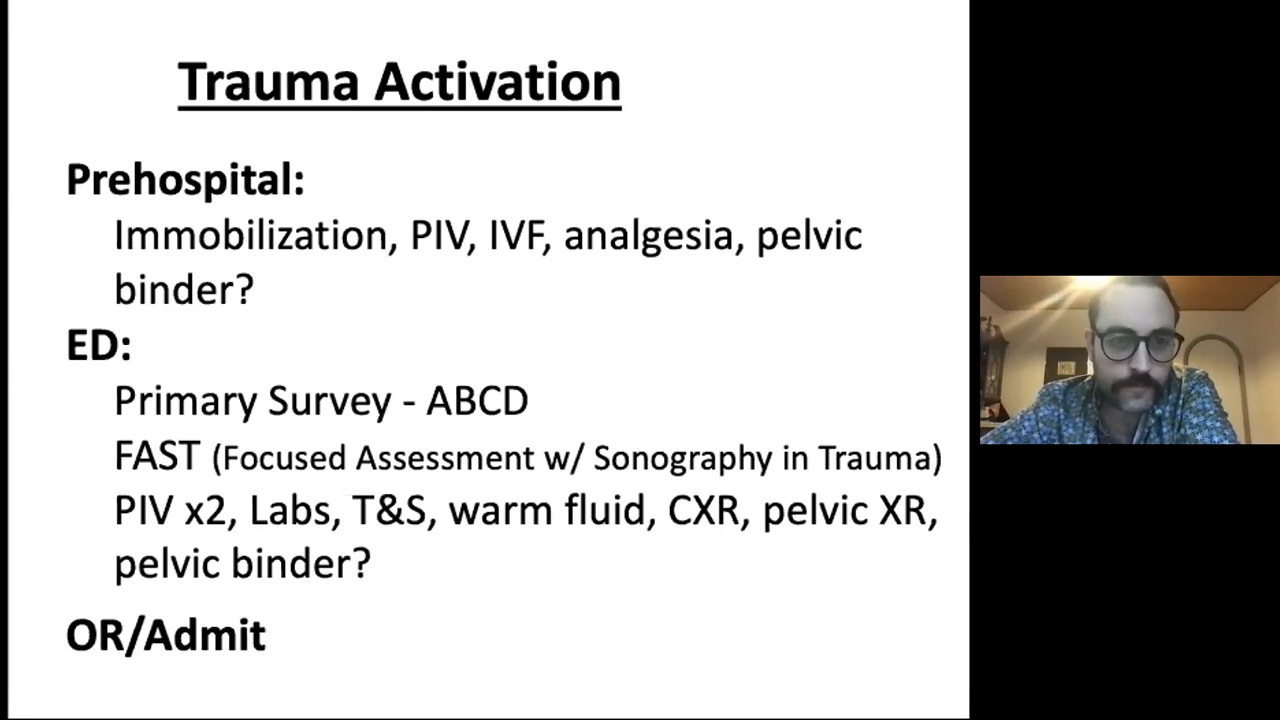 Trauma Activation
Prehospital:
Immobilization, PIV, IVF, analgesia, pelvic
binder?
ED:
Primary Survey - ABCD
FAST (Focused Assessment w/ Sonography in Trauma)
PIV x2, Labs, T&S, warm fluid, CXR, pelvic XR,
pelvic binder?
OR/Admit